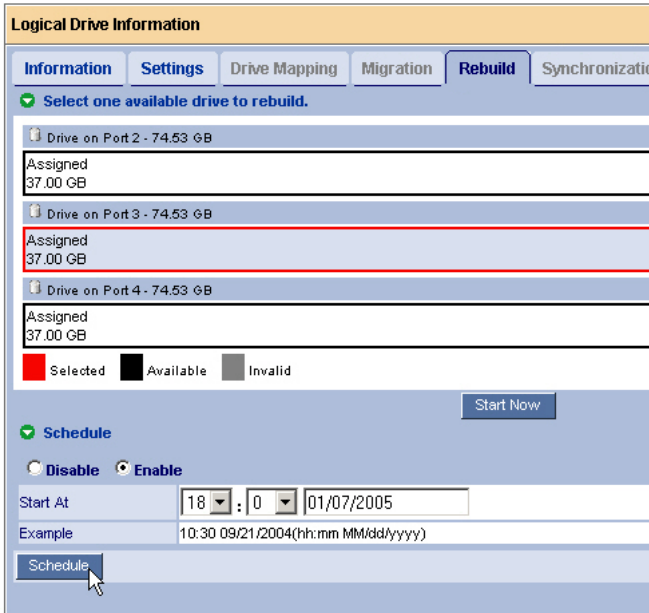 Logical Drive Information
Information Settings Drive Mapping Migration Rebuild Synchronizatio
Select one available drive to rebuild.
Drive on Port 2 - 74.53 GB
Assigned
37.00 GB
Drive on Port 3 - 74.53 GB
Assigned
37.00 GB
Drive on Port 4 - 74.53 GB
Assigned
37.00 GB
Selected Available Invalid
Start Now
Schedule
Disable Enable
Start At 18 : 0 01/07/2005
Example 10:30 09/21/2004(hh:mm MM/dd/yyyy)
Schedule